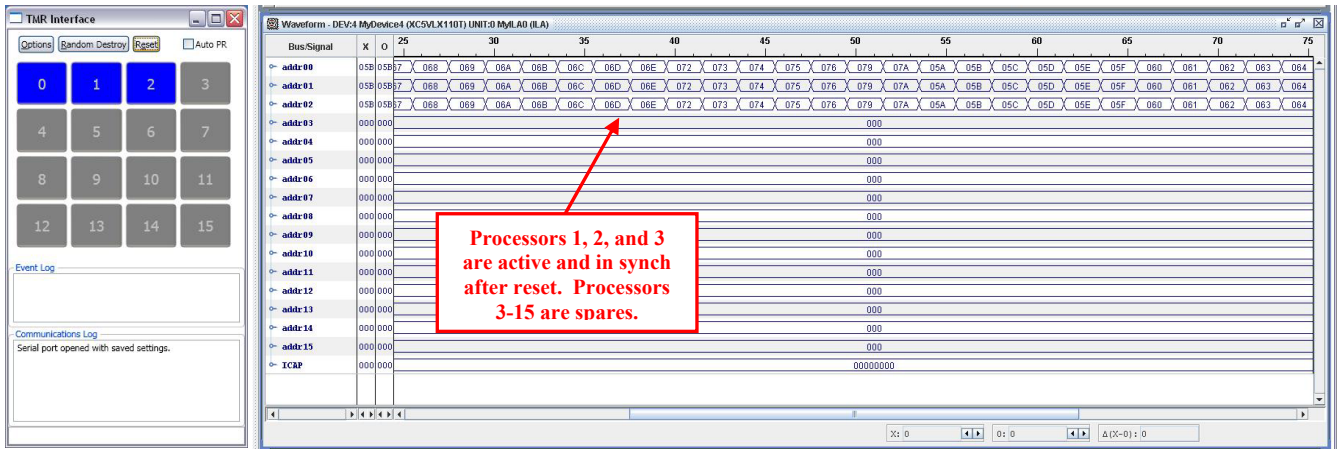 TMR Interface
Options Random Destroy Reset Auto PR
0 1 2 3
4 5 6 7
8 9 10 11
12 13 14 15
Event Log
Communications Log
Serial port opened with saved settings.
Waveform - DEV:4 MyDevice4 (XC5VLX110T) UNIT:0 MyILA0 (ILA)
Bus/Signal X O 25 30 35 40 45 50 55 60 65 70 75
addr00 05B 05B 67 068 069 06A 06B 06C 06D 06E 072 073 074 075 076 079 07A 05A 05B 05C 05D 05E 05F 060 061 062 063 064
addr01 05B 05B 67 068 069 06A 06B 06C 06D 06E 072 073 074 075 076 079 07A 05A 05B 05C 05D 05E 05F 060 061 062 063 064
addr02 05B 05B 67 068 069 06A 06B 06C 06D 06E 072 073 074 075 076 079 07A 05A 05B 05C 05D 05E 05F 060 061 062 063 064
addr03 000 000 000
addr04 000 000 000
addr05 000 000 000
addr06 000 000 000
addr07 000 000 000
addr08 000 000 000
addr09 000 000 000
addr10 000 000 000
addr11 000 000 000
addr12 000 000 000
addr13 000 000 000
addr14 000 000 000
addr15 000 000 000
ICAP 000 000 00000000
Processors 1, 2, and 3
are active and in synch
after reset. Processors
3-15 are spares.
X: 0 O: 0 Δ(X-O): 0